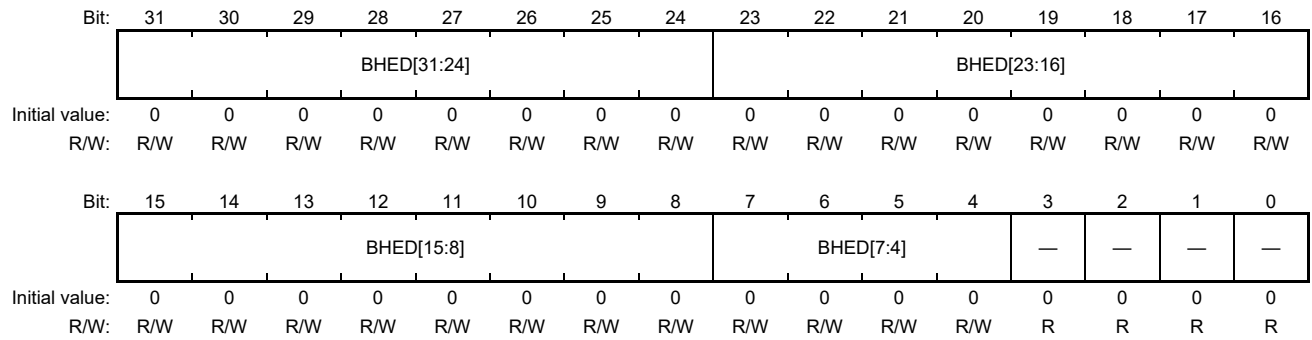 Bit: 31 30 29 28 27 26 25 24 23 22 21 20 19 18 17 16
BHED[31:24] BHED[23:16]
Initial value: 0 0 0 0 0 0 0 0 0 0 0 0 0 0 0 0
R/W: R/W R/W R/W R/W R/W R/W R/W R/W R/W R/W R/W R/W R/W R/W R/W R/W
Bit: 15 14 13 12 11 10 9 8 7 6 5 4 3 2 1 0
BHED[15:8] BHED[7:4] — — — —
Initial value: 0 0 0 0 0 0 0 0 0 0 0 0 0 0 0 0
R/W: R/W R/W R/W R/W R/W R/W R/W R/W R/W R/W R/W R/W R R R R